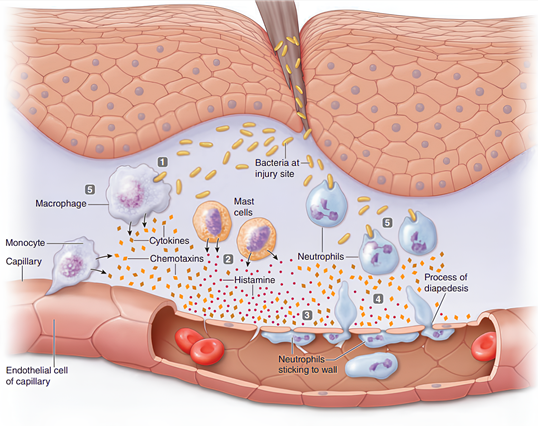 Bacteria at
injury site
1
5
Macrophage
Mast
cells
5
Monocyte
Cytokines
Neutrophils
Capillary
Chemotaxins
2
Process of
diapedesis
Histamine
4
3
Neutrophils
sticking to wall
Endothelial cell
of capillary